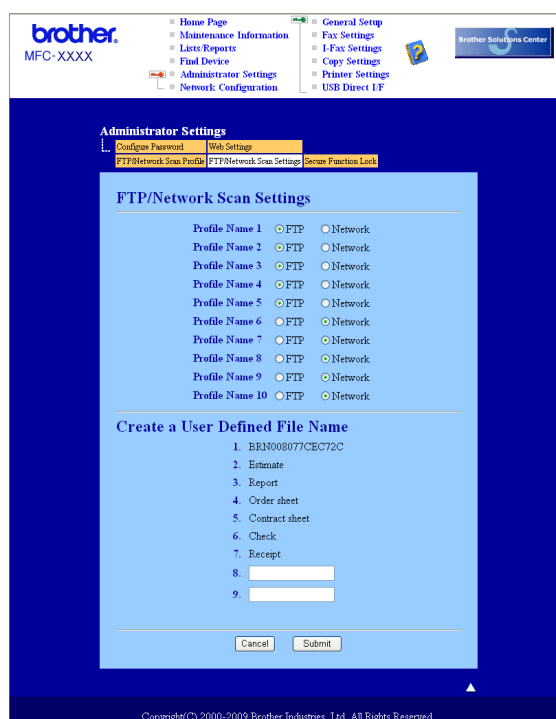 brother.
MFC-XXXX
Home Page
Maintenance Information
Lists/Reports
Find Device
Administrator Settings
Network Configuration
General Setup
Fax Settings
I-Fax Settings
Copy Settings
Printer Settings
USB Direct I/F
Brother Solutions Center
Administrator Settings
Configure Password Web Settings
FTP/Network Scan Profile FTP/Network Scan Settings Secure Function Lock
FTP/Network Scan Settings
Profile Name 1 FTP Network
Profile Name 2 FTP Network
Profile Name 3 FTP Network
Profile Name 4 FTP Network
Profile Name 5 FTP Network
Profile Name 6 FTP Network
Profile Name 7 FTP Network
Profile Name 8 FTP Network
Profile Name 9 FTP Network
Profile Name 10 FTP Network
Create a User Defined File Name
1. BRN008077CEC72C
2. Estimate
3. Report
4. Order sheet
5. Contract sheet
6. Check
7. Receipt
8.
9.
Cancel Submit
Copyright(C) 2000-2009 Brother Industries, Ltd. All Rights Reserved.